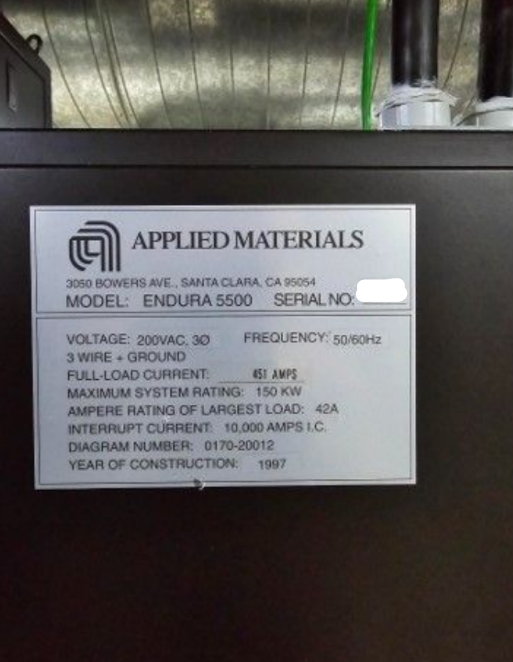 APPLIED MATERIALS
3050 BOWERS AVE., SANTA CLARA, CA 95054
MODEL: ENDURA 5500 SERIAL NO:
VOLTAGE: 200VAC, 3Ø FREQUENCY: 50/60Hz
3 WIRE + GROUND
FULL-LOAD CURRENT: 451 AMPS
MAXIMUM SYSTEM RATING: 150 KW
AMPERE RATING OF LARGEST LOAD: 42A
INTERRUPT CURRENT: 10,000 AMPS I.C.
DIAGRAM NUMBER: 0170-20012
YEAR OF CONSTRUCTION: 1997